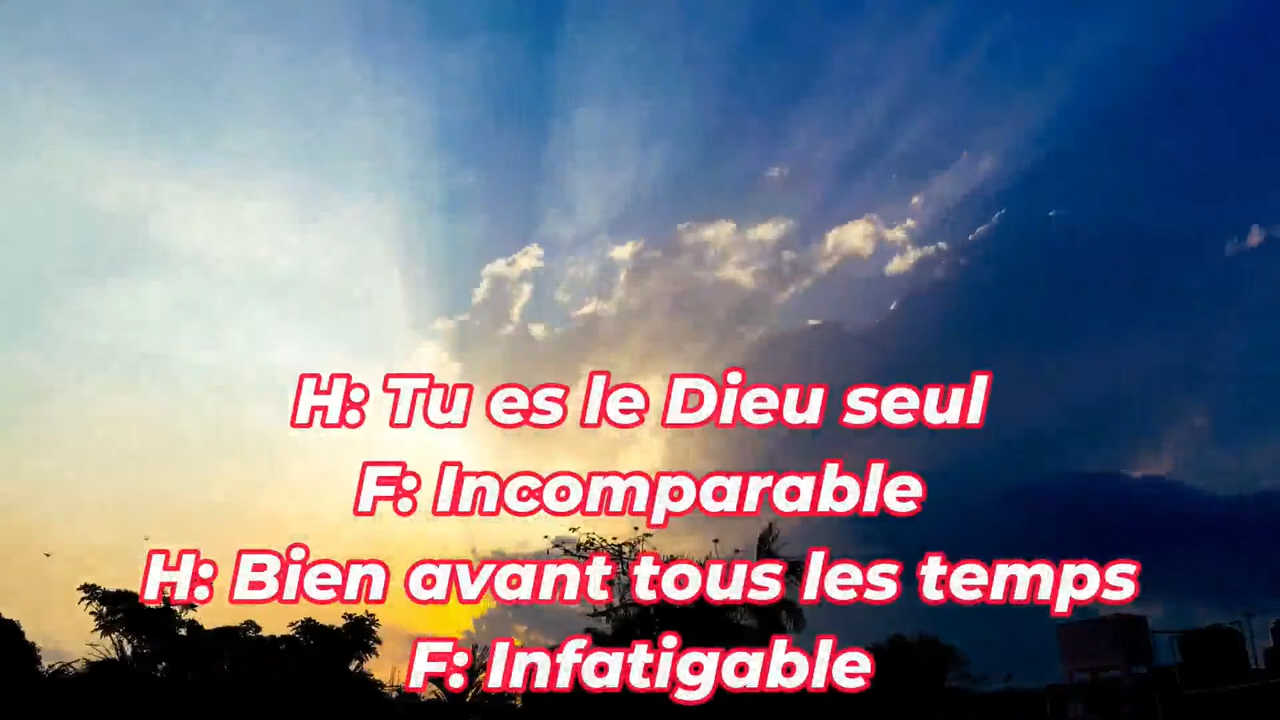 H: Tu es le Dieu seul
F: Incomparable
H: Bien avant tous les temps
F: Infatigable